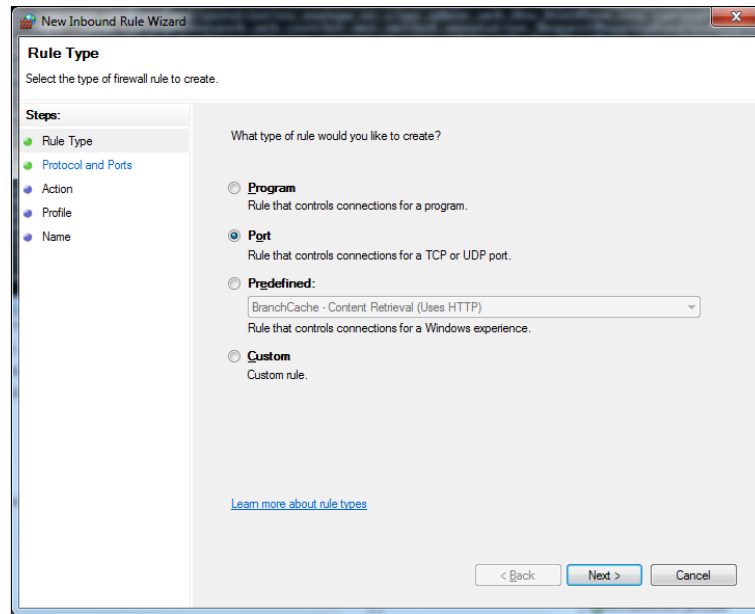 New Inbound Rule Wizard
Rule Type
Select the type of firewall rule to create.
Steps:
Rule Type
Protocol and Ports
Action
Profile
Name
What type of rule would you like to create?
Program
Rule that controls connections for a program.
Port
Rule that controls connections for a TCP or UDP port.
Predefined:
BranchCache - Content Retrieval (Uses HTTP)
Rule that controls connections for a Windows experience.
Custom
Custom rule.
Learn more about rule types
< Back Next > Cancel